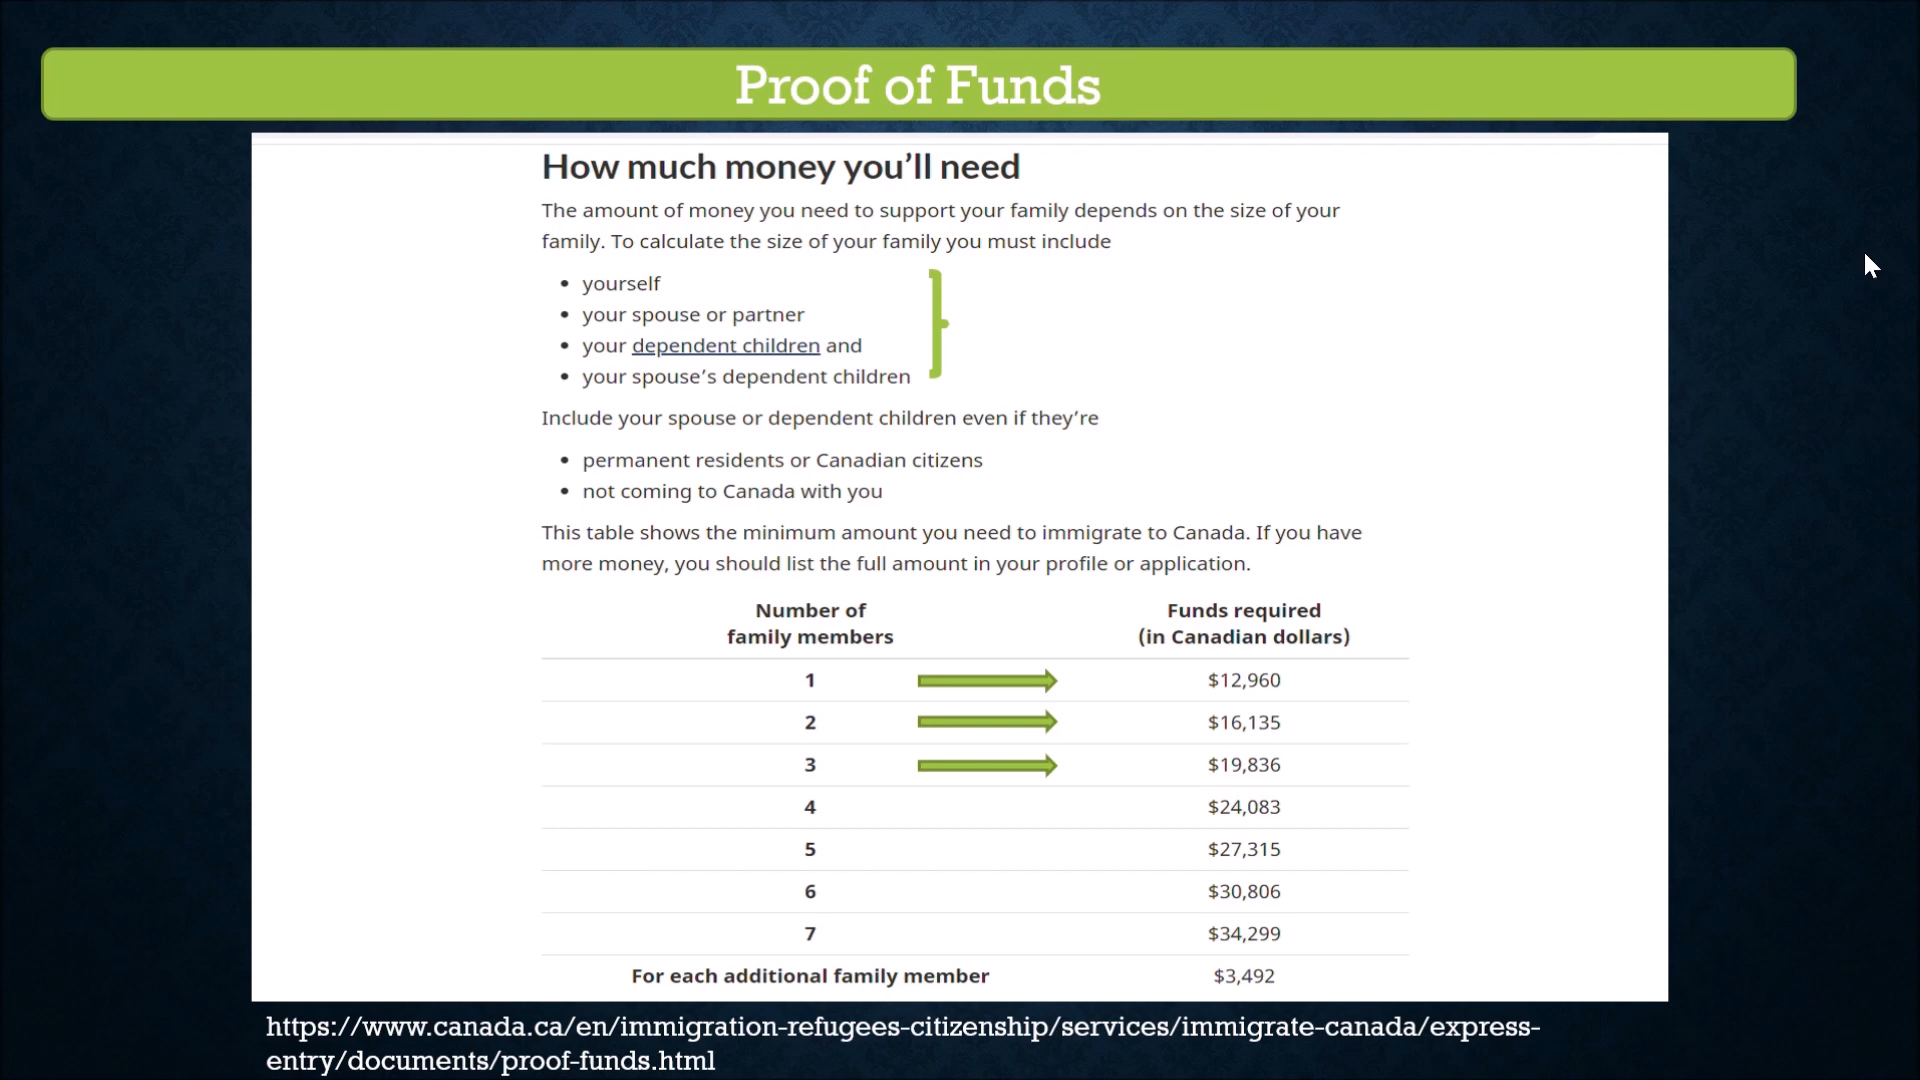 Proof of Funds
How much money you’ll need
The amount of money you need to support your family depends on the size of your
family. To calculate the size of your family you must include
• yourself
• your spouse or partner
• your dependent children and
• your spouse’s dependent children
Include your spouse or dependent children even if they’re
• permanent residents or Canadian citizens
• not coming to Canada with you
This table shows the minimum amount you need to immigrate to Canada. If you have
more money, you should list the full amount in your profile or application.
Number of family members Funds required (in Canadian dollars)
1 $12,960
2 $16,135
3 $19,836
4 $24,083
5 $27,315
6 $30,806
7 $34,299
For each additional family member $3,492
https://www.canada.ca/en/immigration-refugees-citizenship/services/immigrate-canada/express-
entry/documents/proof-funds.html